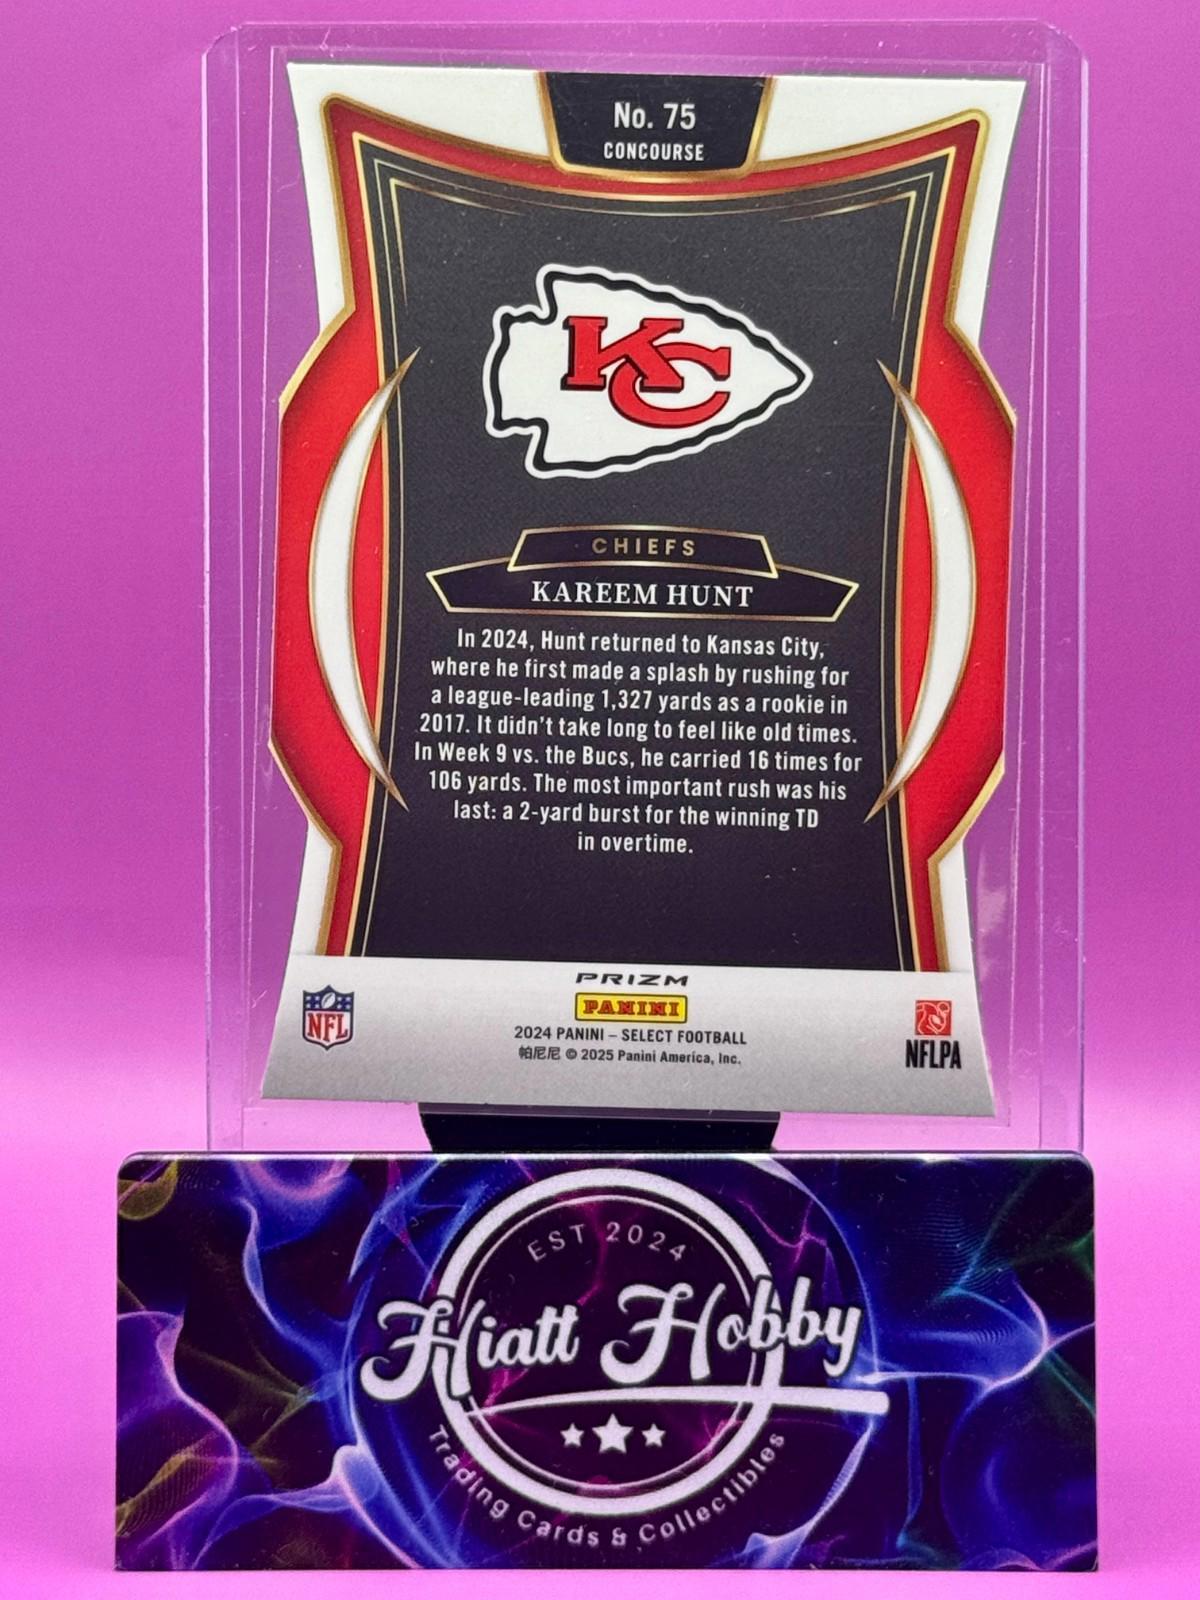 No. 75
CONCOURSE
KC
CHIEFS
KAREEM HUNT
In 2024, Hunt returned to Kansas City,
where he first made a splash by rushing for
a league-leading 1,327 yards as a rookie in
2017. It didn't take long to feel like old times.
In Week 9 vs. the Bucs, he carried 16 times for
106 yards. The most important rush was his
last: a 2-yard burst for the winning TD
in overtime.
PRIZM
PANINI
NFL
2024 PANINI – SELECT FOOTBALL
帕尼尼 © 2025 Panini America, Inc.
NFLPA
EST 2024
Hiatt Hobby
Trading Cards & Collectibles